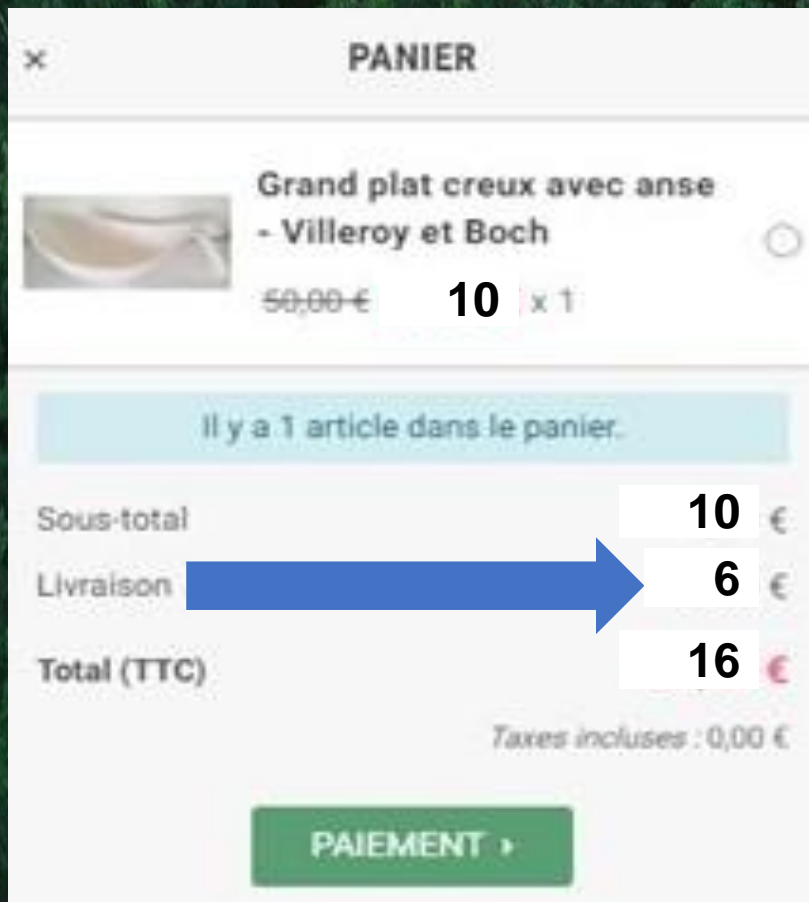 × PANIER
Grand plat creux avec anse
- Villeroy et Boch
50,00 € 10 x 1
Il y a 1 article dans le panier.
Sous-total 10 €
Livraison 6 €
Total (TTC) 16 €
Taxes incluses : 0,00 €
PAIEMENT ›